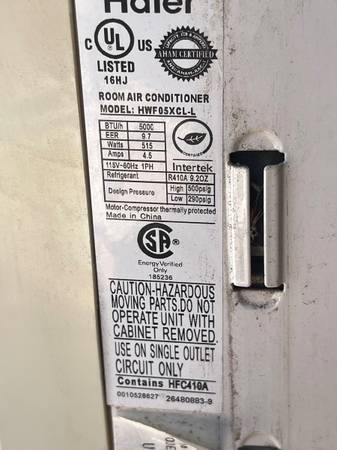 Haier
C UL US
LISTED
16HJ
AHAM CERTIFIED
ROOM AIR CONDITIONER
MODEL: HWF05XCL-L
BTU/h 5000
EER 9.7
Watts 515
Amps 4.5
115V~60Hz 1PH
Intertek
Refrigerant R410A 9.2OZ
Design Pressure High 500psig
Low 290psig
Motor-Compressor thermally protected
Made in China
SA
Energy Verified
Only
185236
CAUTION-HAZARDOUS
MOVING PARTS.DO NOT
OPERATE UNIT WITH
CABINET REMOVED.
USE ON SINGLE OUTLET
CIRCUIT ONLY
Contains HFC410A
0010528627 26480883-9